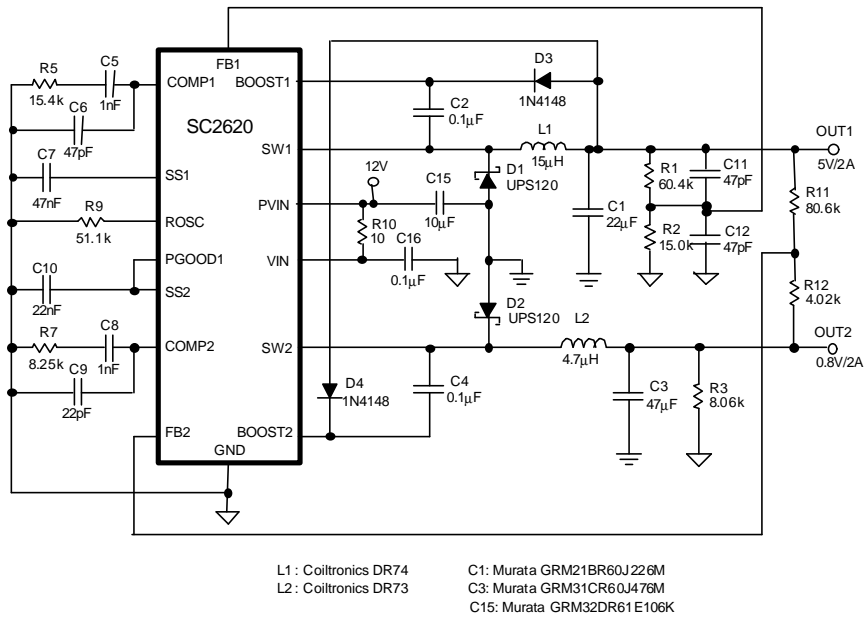 FB1
R5
15.4k
C5
1nF
COMP1
BOOST1
D3
1N4148
C6
47pF
C2
0.1µF
SC2620
L1
15µH
OUT1
5V/2A
SW1
C7
47nF
SS1
12V
C15
10µF
D1
UPS120
R1
60.4k
C11
47pF
R11
80.6k
R9
51.1k
ROSC
PVIN
R10
10
C1
22µF
R2
15.0k
C12
47pF
PGOOD1
VIN
C16
0.1µF
C10
22nF
SS2
D2
UPS120
R12
4.02k
R7
8.25k
C8
1nF
COMP2
SW2
L2
4.7µH
OUT2
0.8V/2A
C9
22pF
D4
1N4148
C4
0.1µF
C3
47µF
R3
8.06k
FB2
BOOST2
GND
L1 : Coiltronics DR74
C1: Murata GRM21BR60J226M
L2 : Coiltronics DR73
C3: Murata GRM31CR60J476M
C15: Murata GRM32DR61E106K